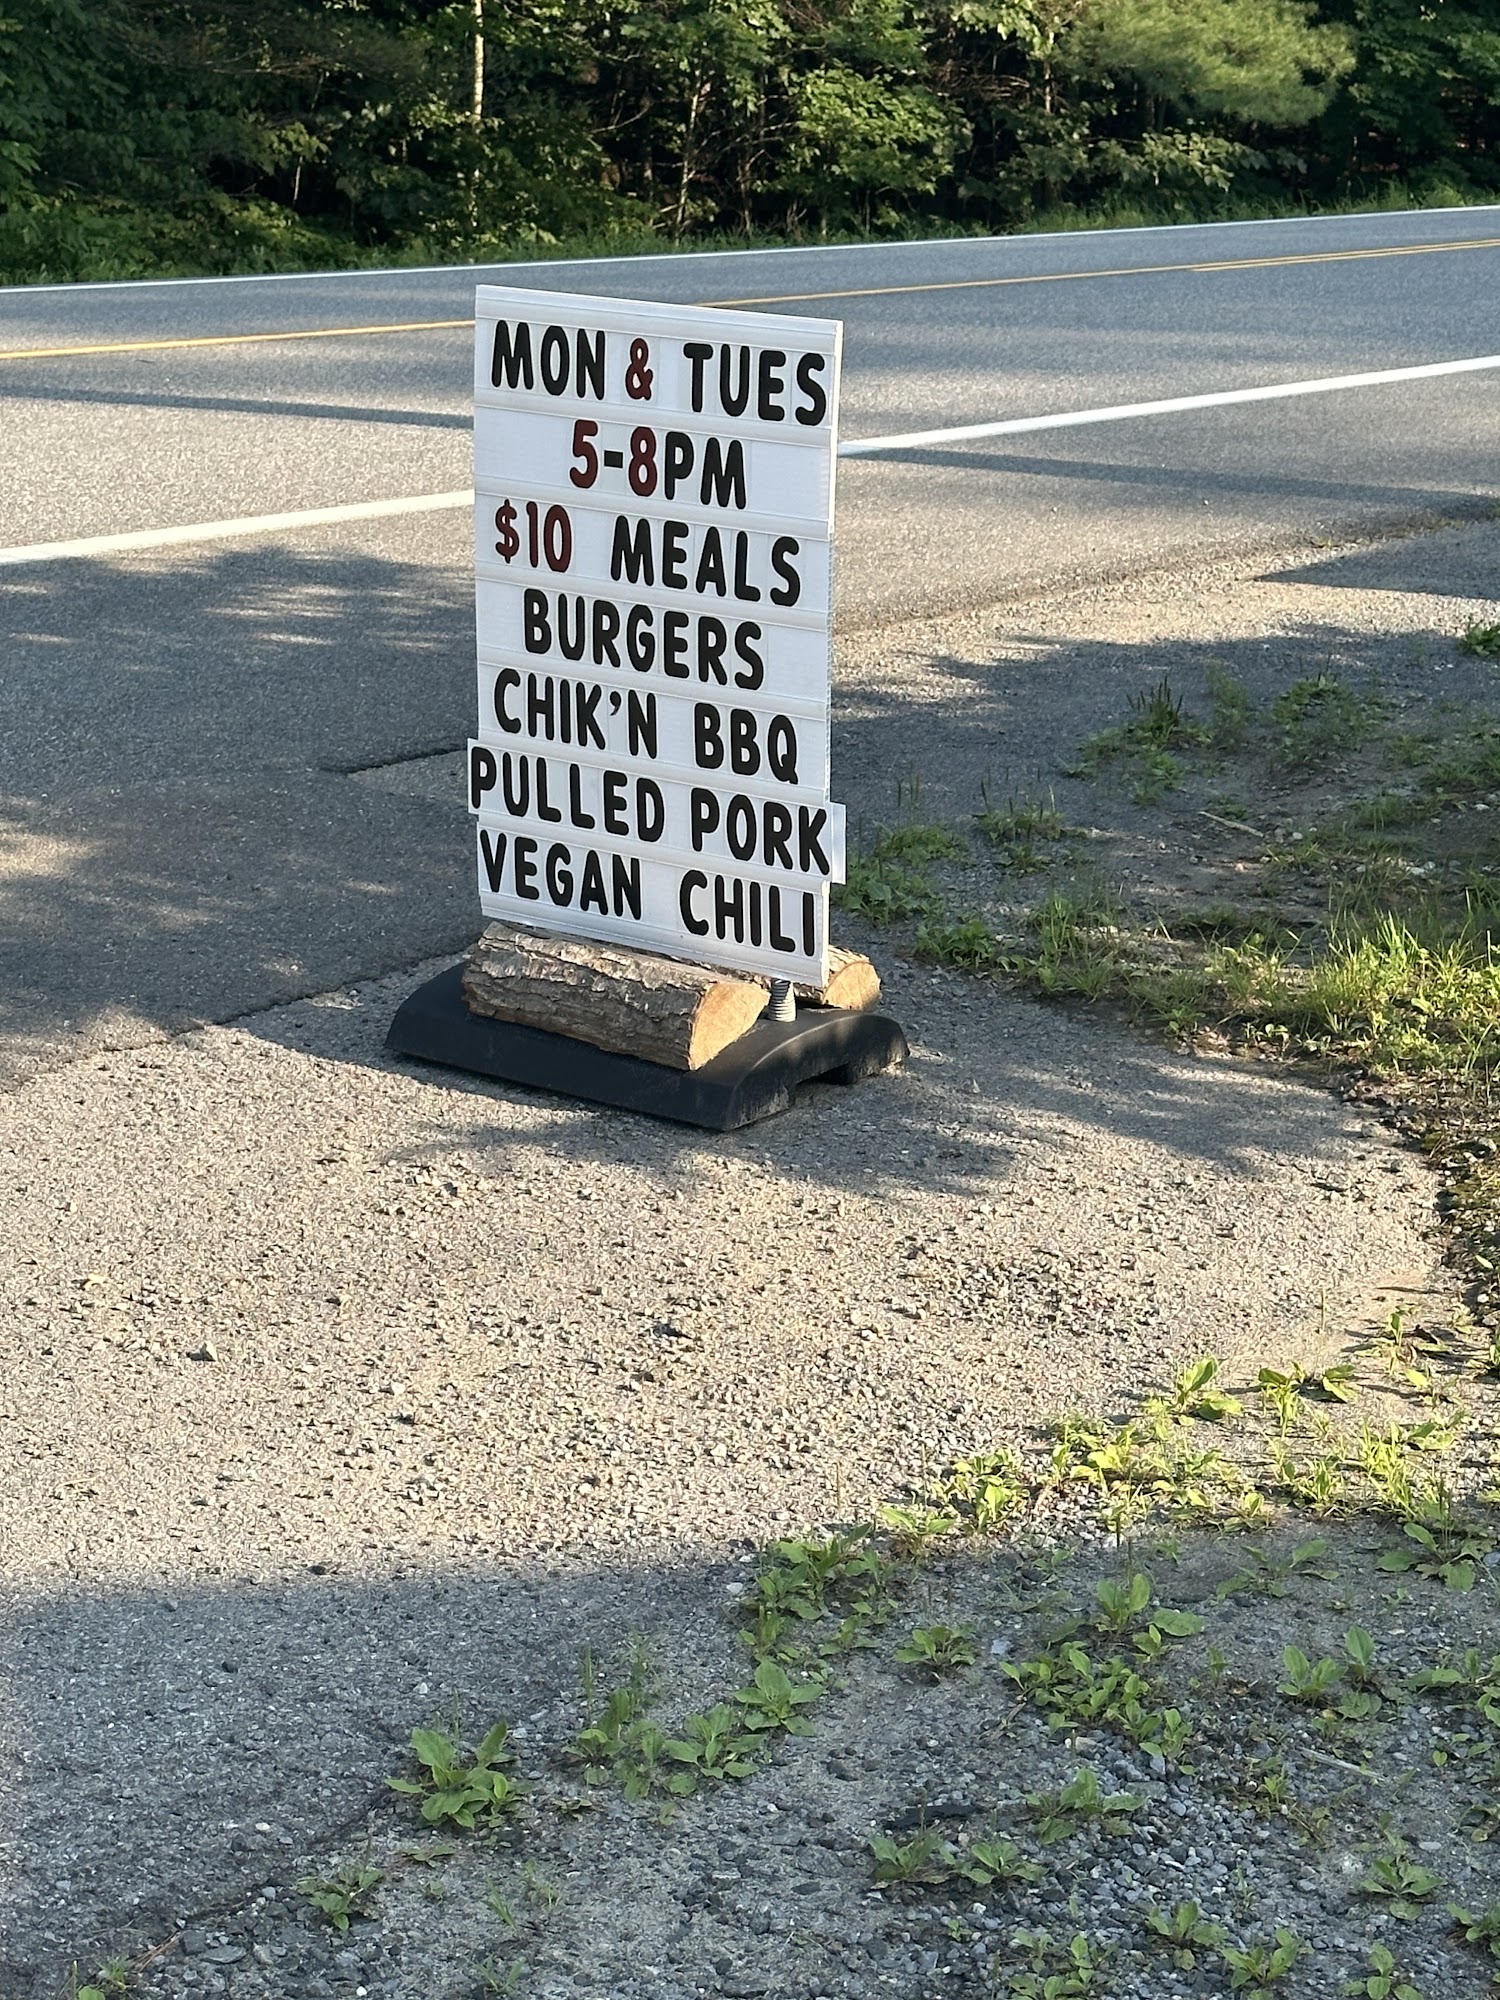 MON & TUES
5-8PM
$10 MEALS
BURGERS
CHIK'N BBQ
PULLED PORK
VEGAN CHILI